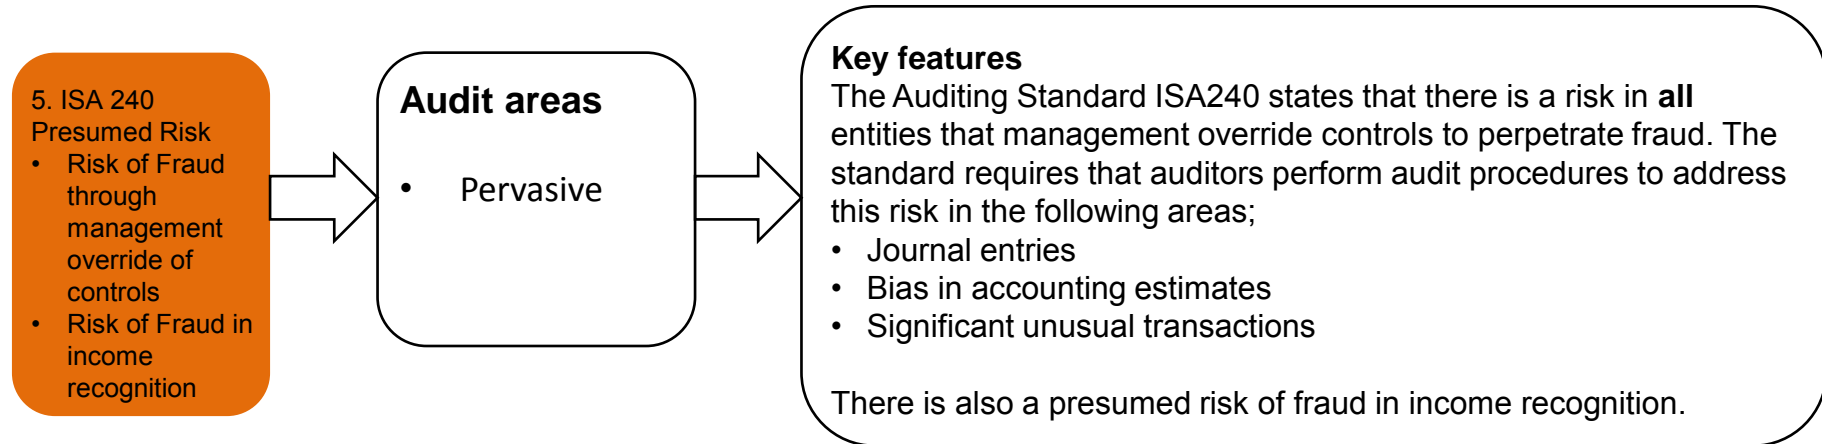 5. ISA 240
Presumed Risk
• Risk of Fraud
through
management
override of
controls
• Risk of Fraud in
income
recognition
Audit areas
• Pervasive
Key features
The Auditing Standard ISA240 states that there is a risk in all
entities that management override controls to perpetrate fraud. The
standard requires that auditors perform audit procedures to address
this risk in the following areas;
• Journal entries
• Bias in accounting estimates
• Significant unusual transactions
There is also a presumed risk of fraud in income recognition.